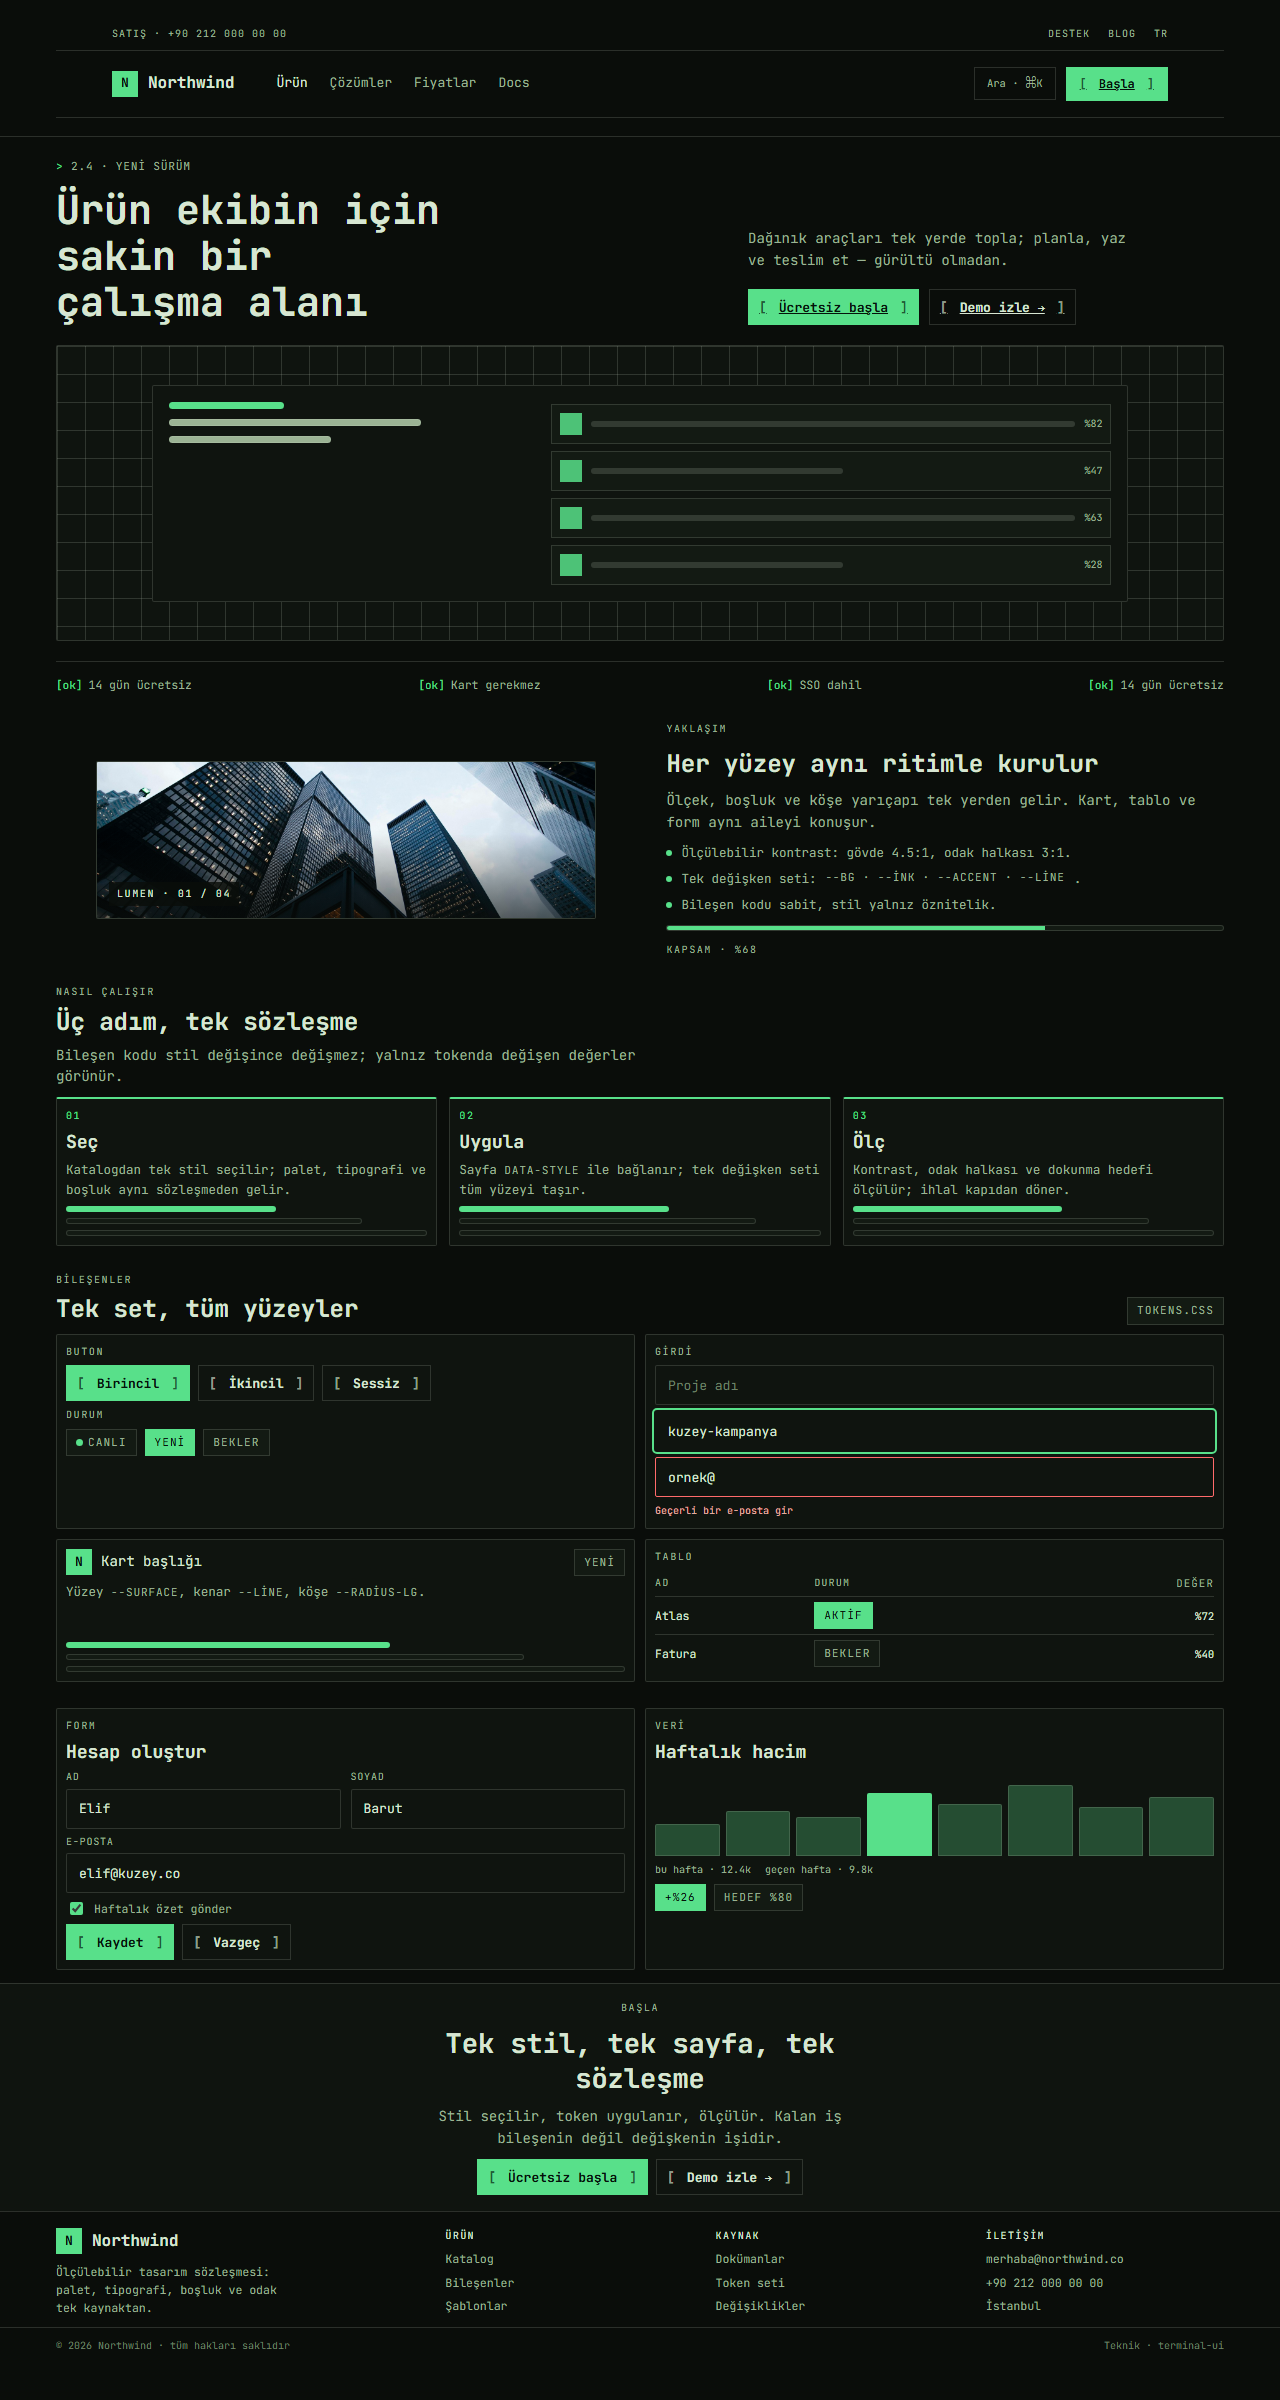 SATIŞ · +90 212 000 00 00
DESTEK BLOG TR
N Northwind Ürün Çözümler Fiyatlar Docs Ara · ⌘K [ Başla ]
> 2.4 · YENİ SÜRÜM
Ürün ekibin için
sakin bir
çalışma alanı
Dağınık araçları tek yerde topla; planla, yaz
ve teslim et — gürültü olmadan.
[ Ücretsiz başla ] [ Demo izle → ]
%82
%47
%63
%28
[ok] 14 gün ücretsiz [ok] Kart gerekmez [ok] SSO dahil [ok] 14 gün ücretsiz
LUMEN · 01 / 04
YAKLAŞIM
Her yüzey aynı ritimle kurulur
Ölçek, boşluk ve köşe yarıçapı tek yerden gelir. Kart, tablo ve
form aynı aileyi konuşur.
Ölçülebilir kontrast: gövde 4.5:1, odak halkası 3:1.
Tek değişken seti: --BG · --İNK · --ACCENT · --LİNE .
Bileşen kodu sabit, stil yalnız öznitelik.
KAPSAM · %68
NASIL ÇALIŞIR
Üç adım, tek sözleşme
Bileşen kodu stil değişince değişmez; yalnız tokenda değişen değerler
görünür.
01
Seç
Katalogdan tek stil seçilir; palet, tipografi ve
boşluk aynı sözleşmeden gelir.
02
Uygula
Sayfa DATA-STYLE ile bağlanır; tek değişken seti
tüm yüzeyi taşır.
03
Ölç
Kontrast, odak halkası ve dokunma hedefi
ölçülür; ihlal kapıdan döner.
BİLEŞENLER
Tek set, tüm yüzeyler
TOKENS.CSS
BUTON
[ Birincil ] [ İkincil ] [ Sessiz ]
DURUM
CANLI YENİ BEKLER
GİRDİ
Proje adı
kuzey-kampanya
ornek@
Geçerli bir e-posta gir
N Kart başlığı YENİ
Yüzey --SURFACE, kenar --LİNE, köşe --RADİUS-LG.
TABLO
AD DURUM DEĞER
Atlas AKTİF %72
Fatura BEKLER %40
FORM
Hesap oluştur
AD SOYAD
Elif Barut
E-POSTA
elif@kuzey.co
Haftalık özet gönder
[ Kaydet ] [ Vazgeç ]
VERİ
Haftalık hacim
bu hafta · 12.4k geçen hafta · 9.8k
+%26 HEDEF %80
BAŞLA
Tek stil, tek sayfa, tek
sözleşme
Stil seçilir, token uygulanır, ölçülür. Kalan iş
bileşenin değil değişkenin işidir.
[ Ücretsiz başla ] [ Demo izle → ]
N Northwind
Ölçülebilir tasarım sözleşmesi:
palet, tipografi, boşluk ve odak
tek kaynaktan.
ÜRÜN
Katalog
Bileşenler
Şablonlar
KAYNAK
Dokümanlar
Token seti
Değişiklikler
İLETİŞİM
merhaba@northwind.co
+90 212 000 00 00
İstanbul
© 2026 Northwind · tüm hakları saklıdır
Teknik · terminal-ui